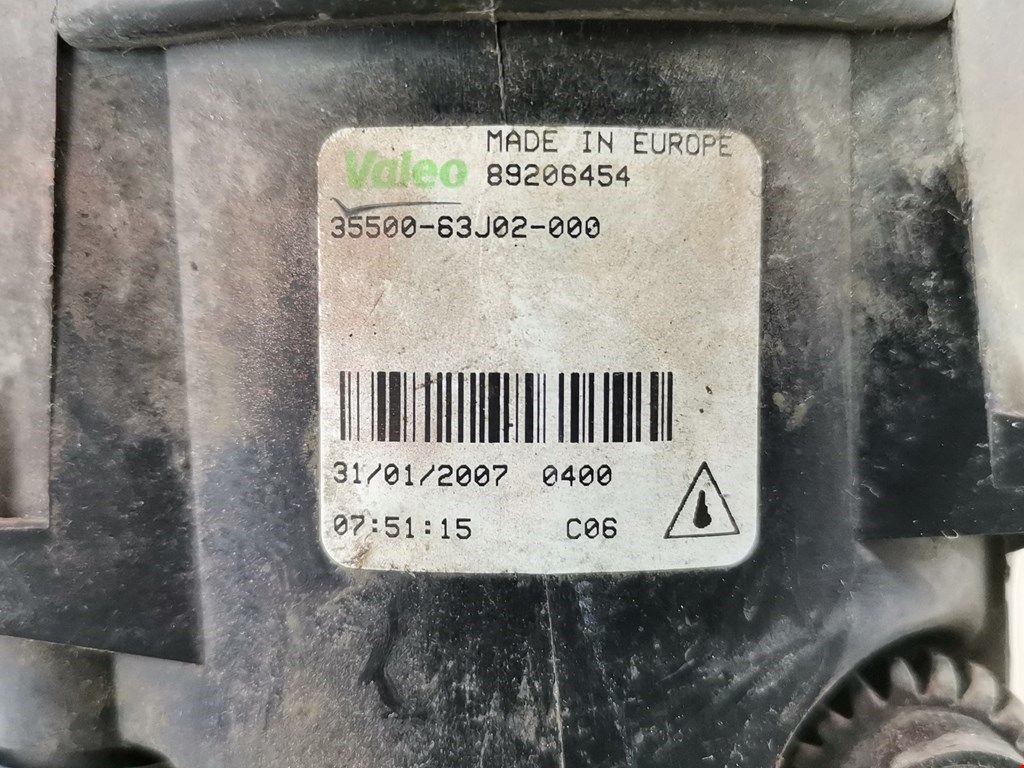 MADE IN EUROPE
Valeo 89206454
35500-63J02-000
31/01/2007 0400
07:51:15 C06